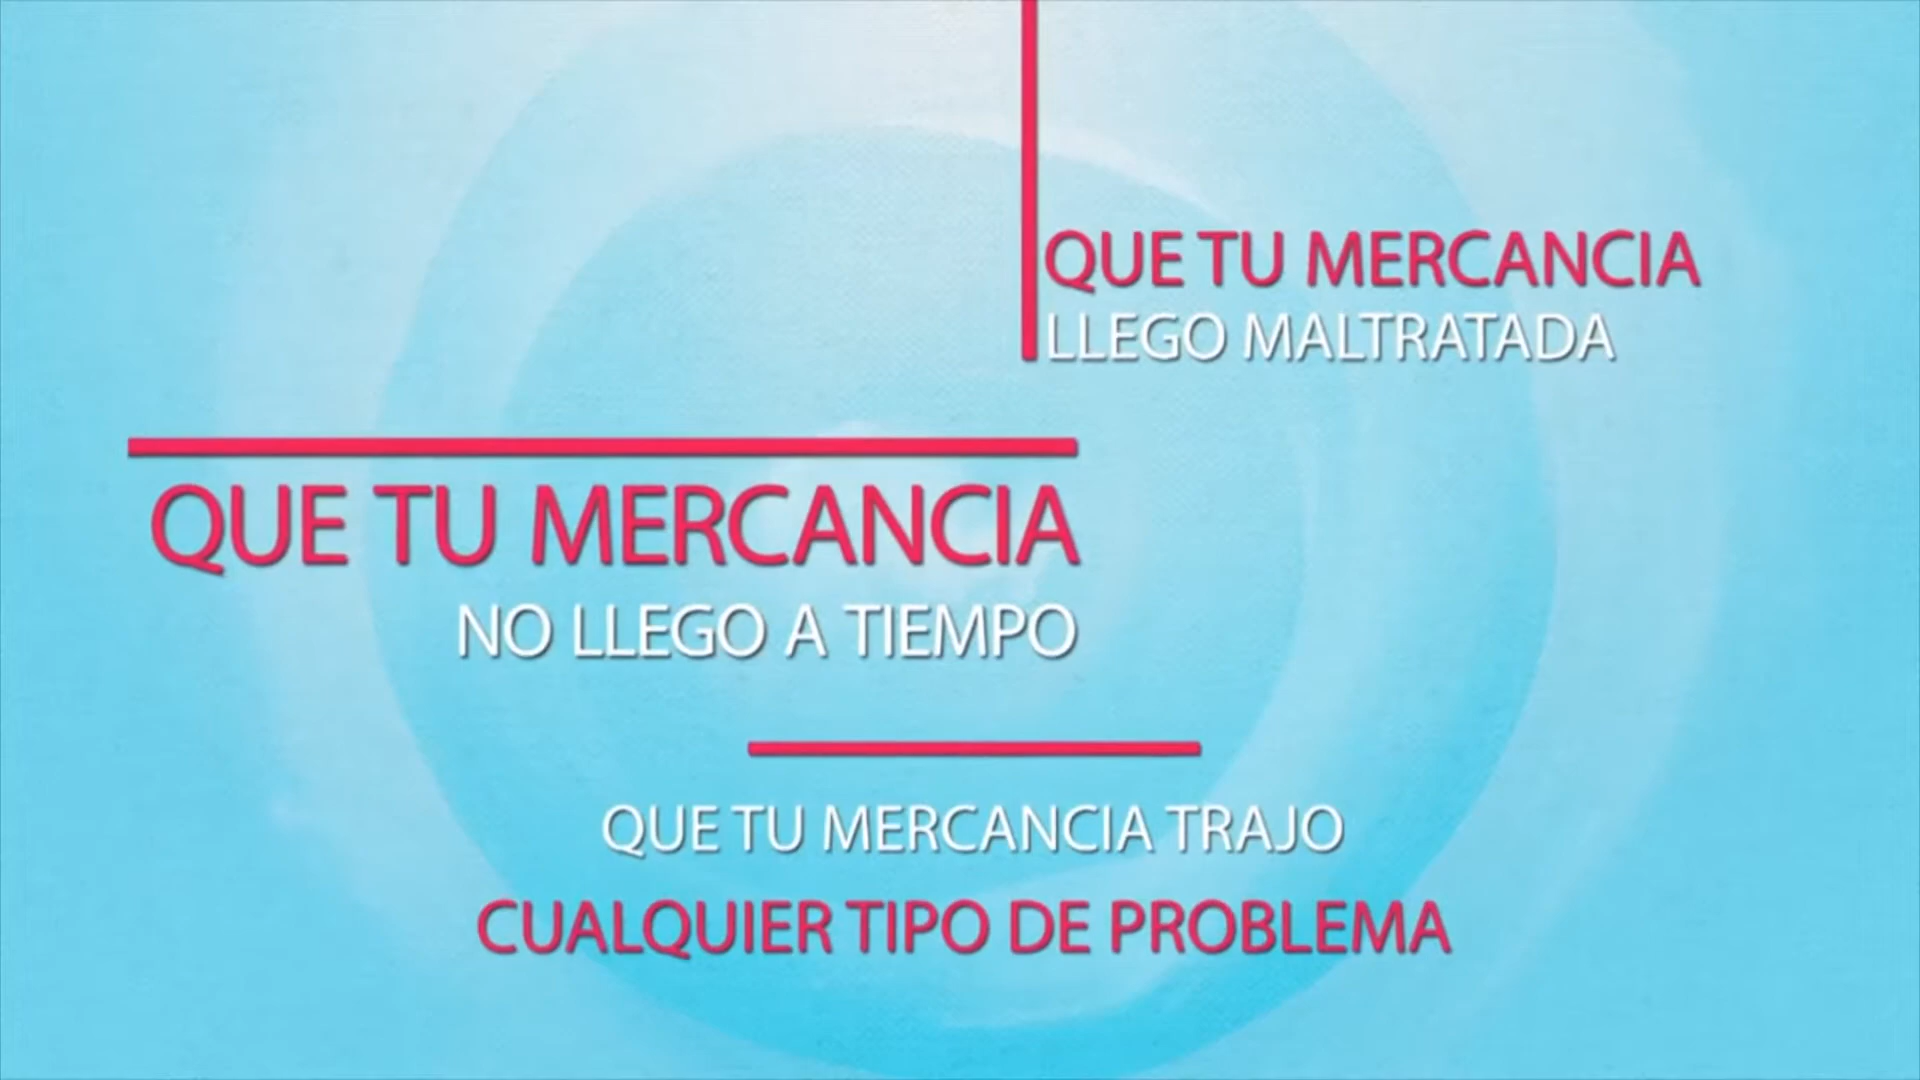 QUE TU MERCANCIA
LLEGO MALTRATADA
QUE TU MERCANCIA
NO LLEGO A TIEMPO
QUE TU MERCANCIA TRAJO
CUALQUIER TIPO DE PROBLEMA